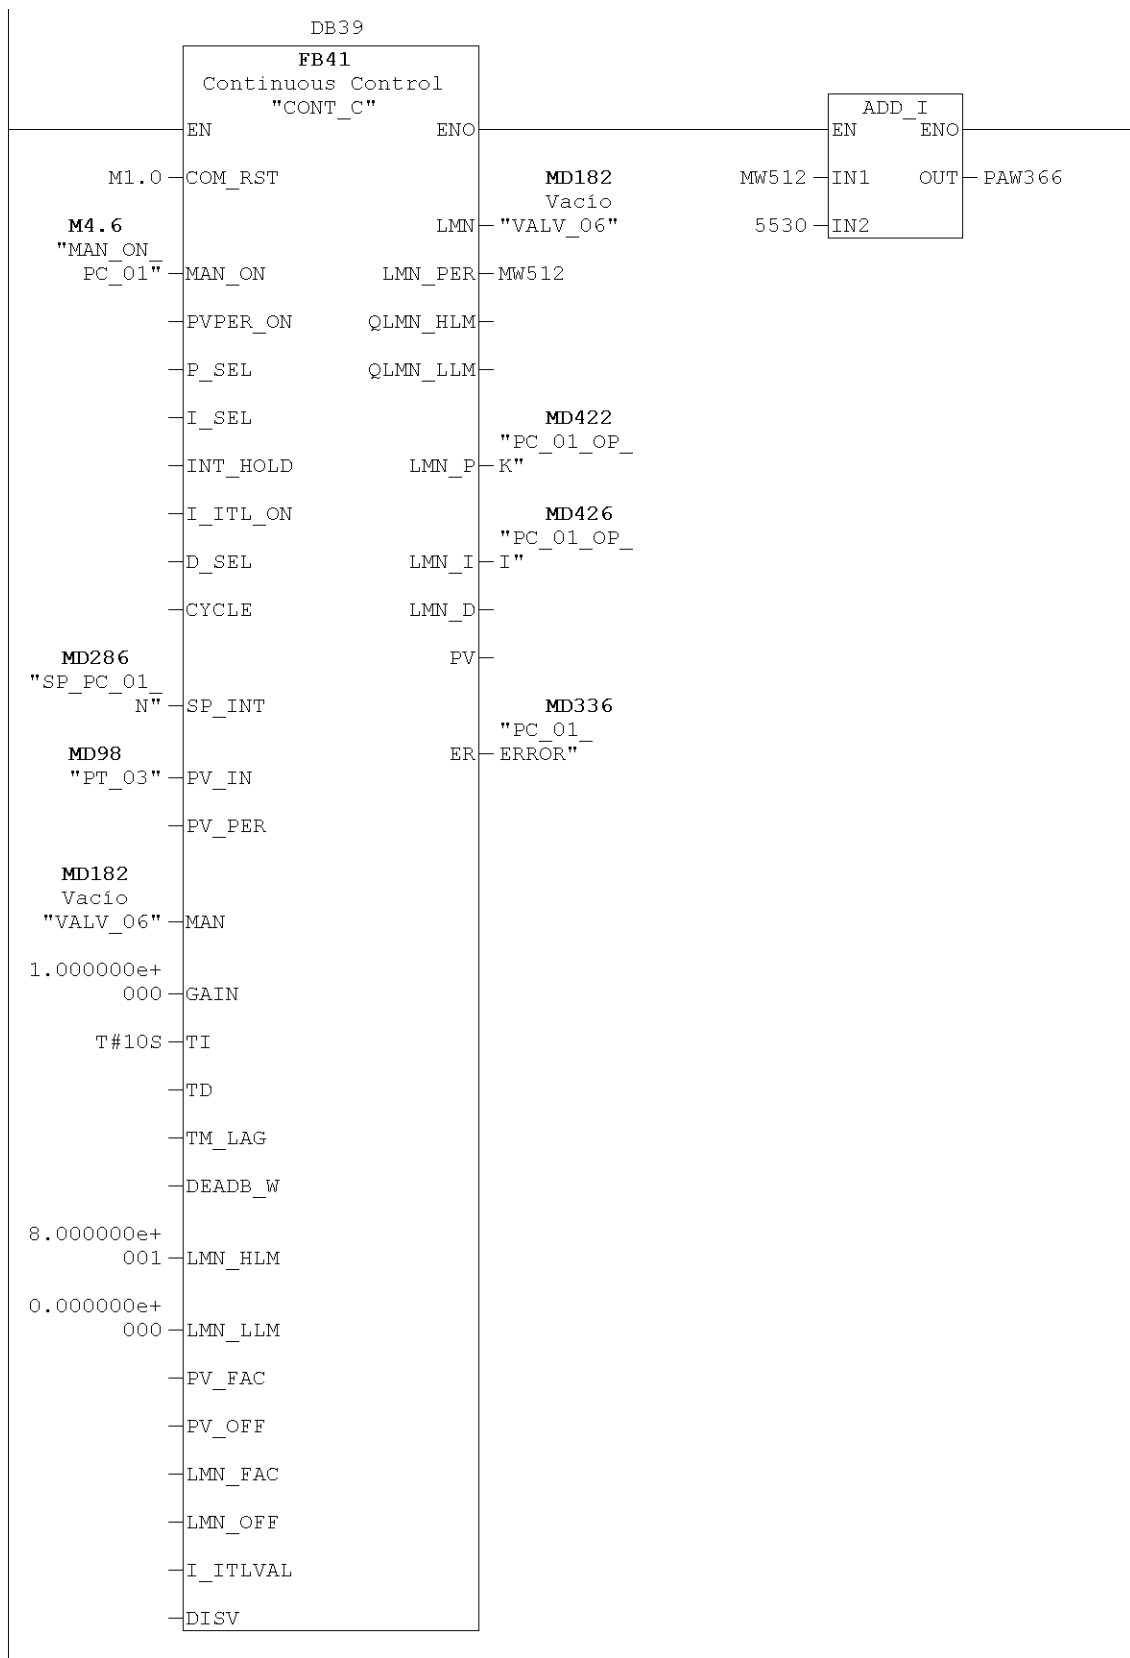 DB39
FB41
Continuous Control
"CONT_C"
ADD_I
EN ENO
EN ENO
M1.0 COM_RST
MD182
MW512 IN1 OUT PAW366
Vacío
M4.6
LMN "VALV_06"
5530 IN2
"MAN_ON_
PC_01" MAN_ON LMN_PER MW512
PVPER_ON QLMN_HLM
P_SEL QLMN_LLM
I_SEL
MD422
"PC_01_OP_
INT_HOLD LMN_P K"
I_ITL_ON
MD426
"PC_01_OP_
D_SEL LMN_I I"
CYCLE LMN_D
MD286
PV
"SP_PC_01_
N" SP_INT
MD336
"PC_01_
MD98
ER ERROR"
"PT_03" PV_IN
PV_PER
MD182
Vacío
"VALV_06" MAN
1.000000e+
000 GAIN
T#10S TI
TD
TM_LAG
DEADB_W
8.000000e+
001 LMN_HLM
0.000000e+
000 LMN_LLM
PV_FAC
PV_OFF
LMN_FAC
LMN_OFF
I_ITLVAL
DISV